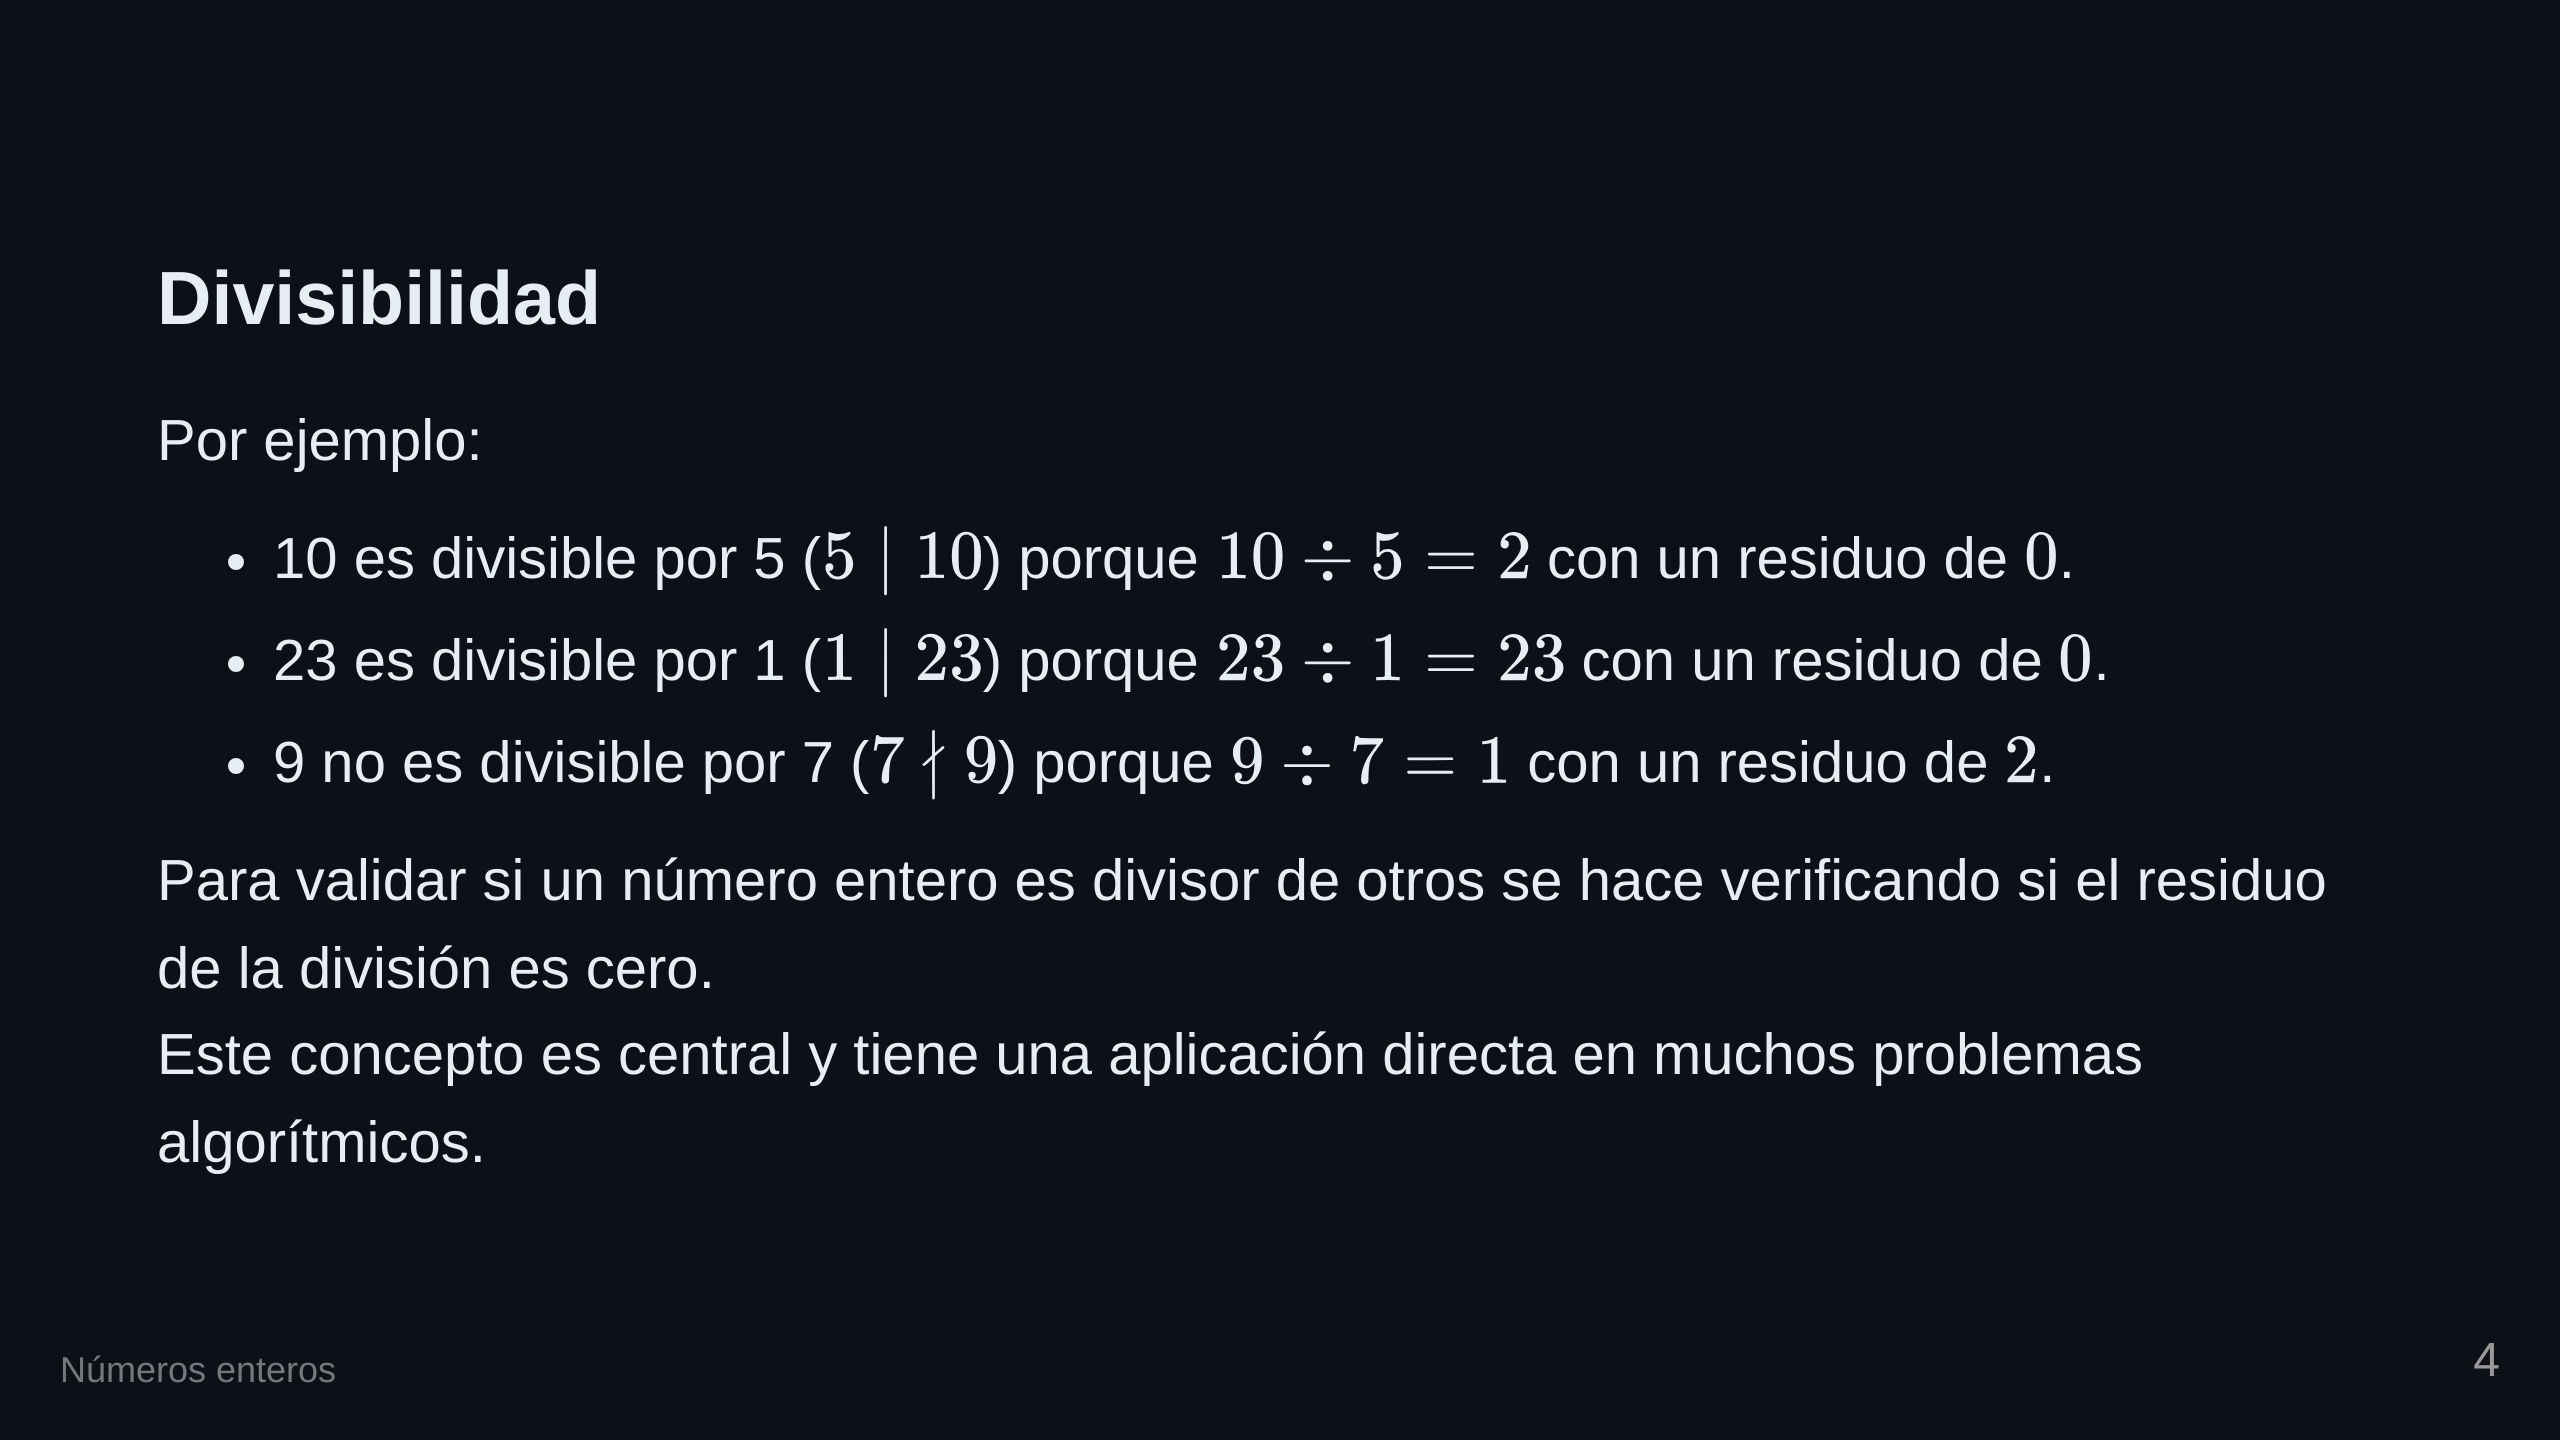 Divisibilidad
Por ejemplo:
• 10 es divisible por 5 (5 ∣ 10) porque 10 ÷ 5 = 2 con un residuo de 0.
• 23 es divisible por 1 (1 ∣ 23) porque 23 ÷ 1 = 23 con un residuo de 0.
• 9 no es divisible por 7 (7 ∤ 9) porque 9 ÷ 7 = 1 con un residuo de 2.
Para validar si un número entero es divisor de otros se hace verificando si el residuo
de la división es cero.
Este concepto es central y tiene una aplicación directa en muchos problemas
algorítmicos.
Números enteros
4